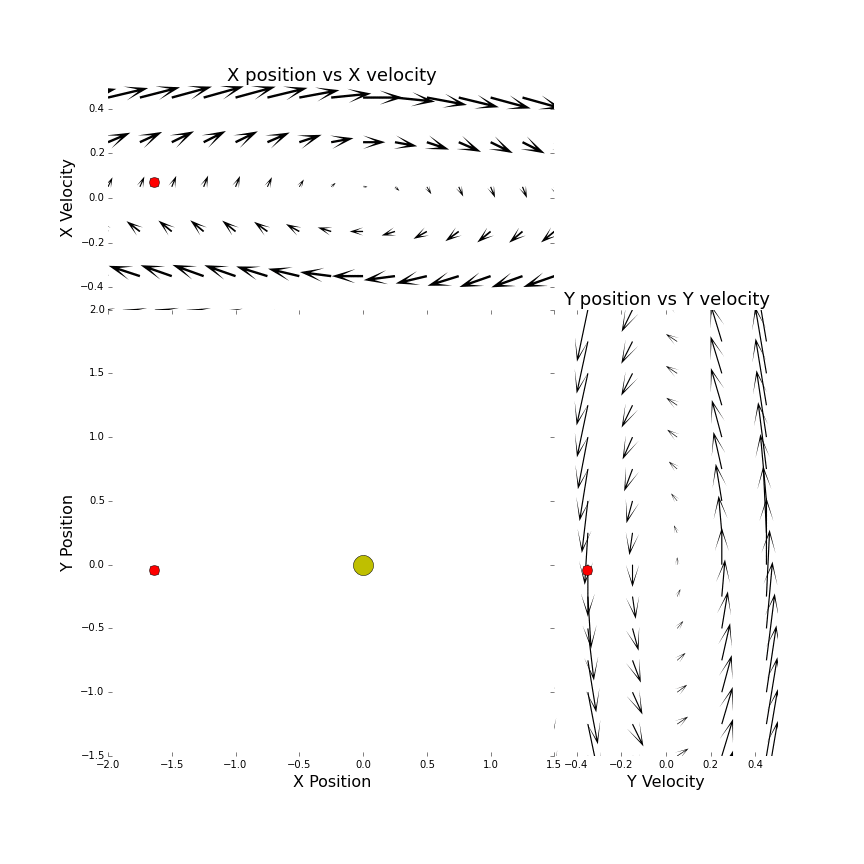 X position vs X velocity
0.4
0.2
0.0
−0.2
−0.4
X Velocity
Y position vs Y velocity
2.0
1.5
1.0
0.5
0.0
−0.5
−1.0
−1.5
Y Position
−2.0 −1.5 −1.0 −0.5 0.0 0.5 1.0 1.5
X Position
−0.4 −0.2 0.0 0.2 0.4
Y Velocity